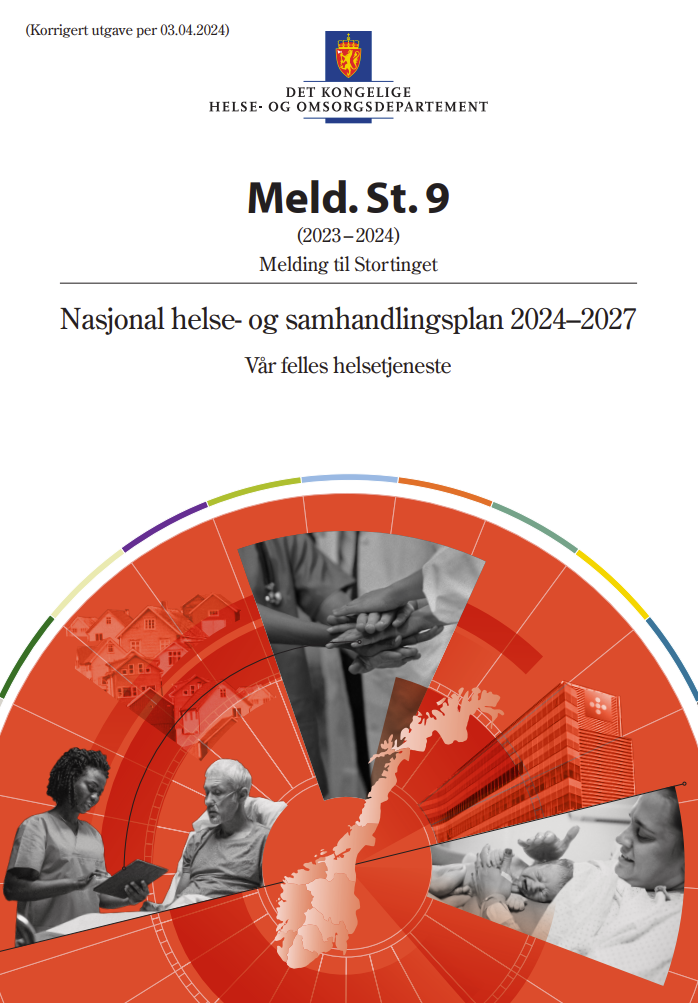 (Korrigert utgave per 03.04.2024)
DET KONGELIGE
HELSE- OG OMSORGSDEPARTEMENT
Meld. St. 9
(2023–2024)
Melding til Stortinget
Nasjonal helse- og samhandlingsplan 2024–2027
Vår felles helsetjeneste